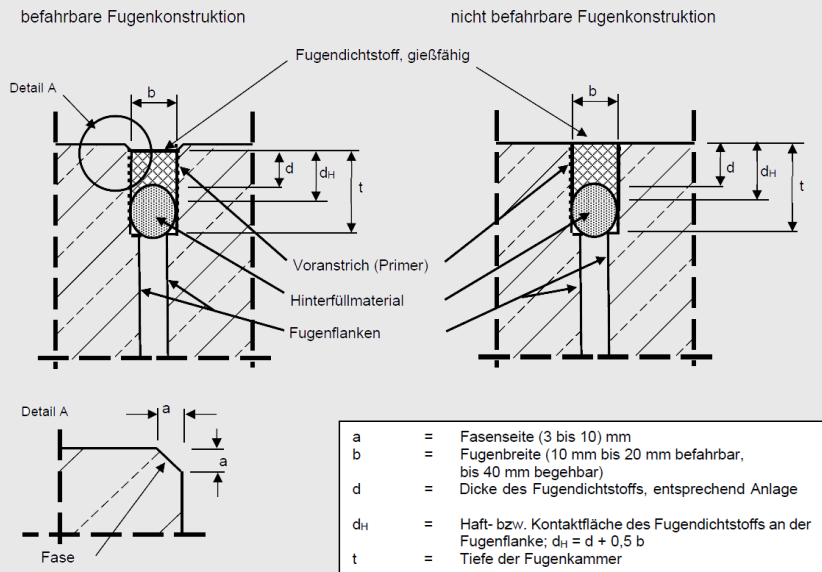 befahrbare Fugenkonstruktion
nicht befahrbare Fugenkonstruktion
Fugendichtstoff, gießfähig
Detail A
b
b
d
dH
t
d
dH
t
Voranstrich (Primer)
Hinterfüllmaterial
Fugenflanken
Detail A
a
a
Fase
a = Fasenseite (3 bis 10) mm
b = Fugenbreite (10 mm bis 20 mm befahrbar,
bis 40 mm begehbar)
d = Dicke des Fugendichtstoffs, entsprechend Anlage
dH = Haft- bzw. Kontaktfläche des Fugendichtstoffs an der
Fugenflanke; dH = d + 0,5 b
t = Tiefe der Fugenkammer